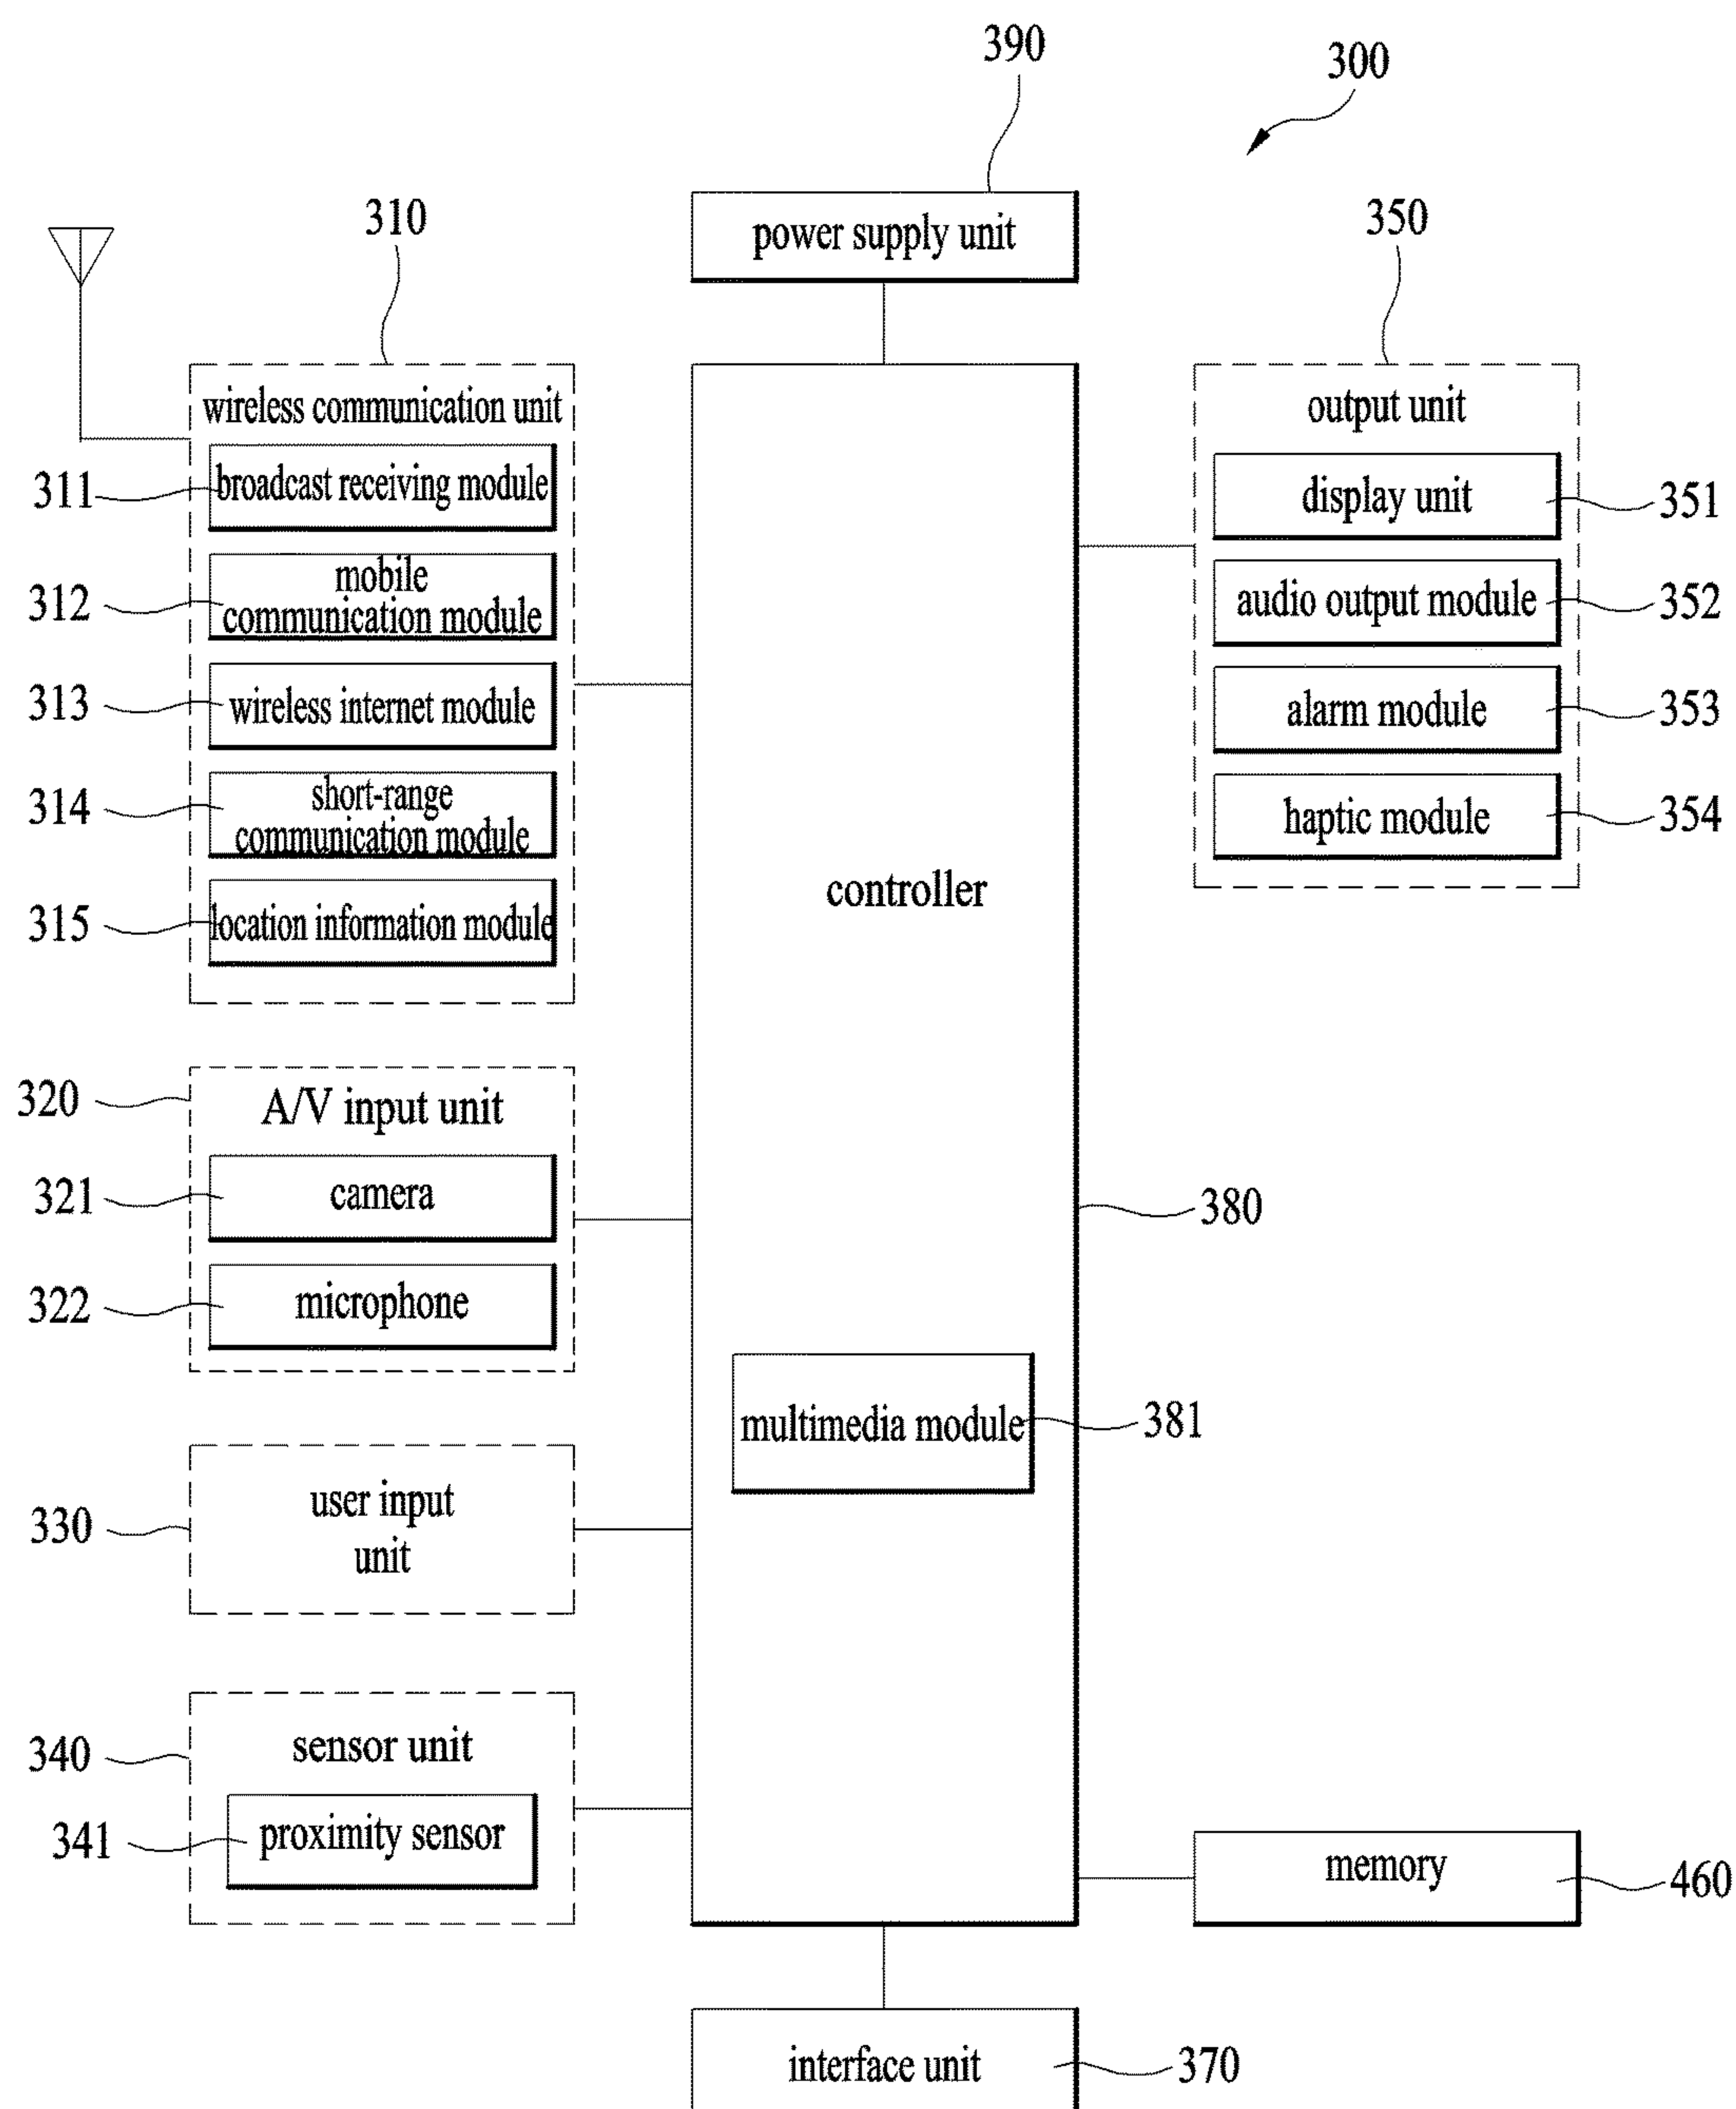 390
300
power supply unit
310
350
wireless communication unit
output unit
311
broadcast receiving module
display unit
351
312
mobile
communication module
audio output module
352
313
wireless internet module
alarm module
353
314
short-range
communication module
haptic module
354
315
location information module
controller
320
A/V input unit
321
camera
380
322
microphone
multimedia module
381
330
user input
unit
340
sensor unit
341
proximity sensor
memory
460
interface unit
370